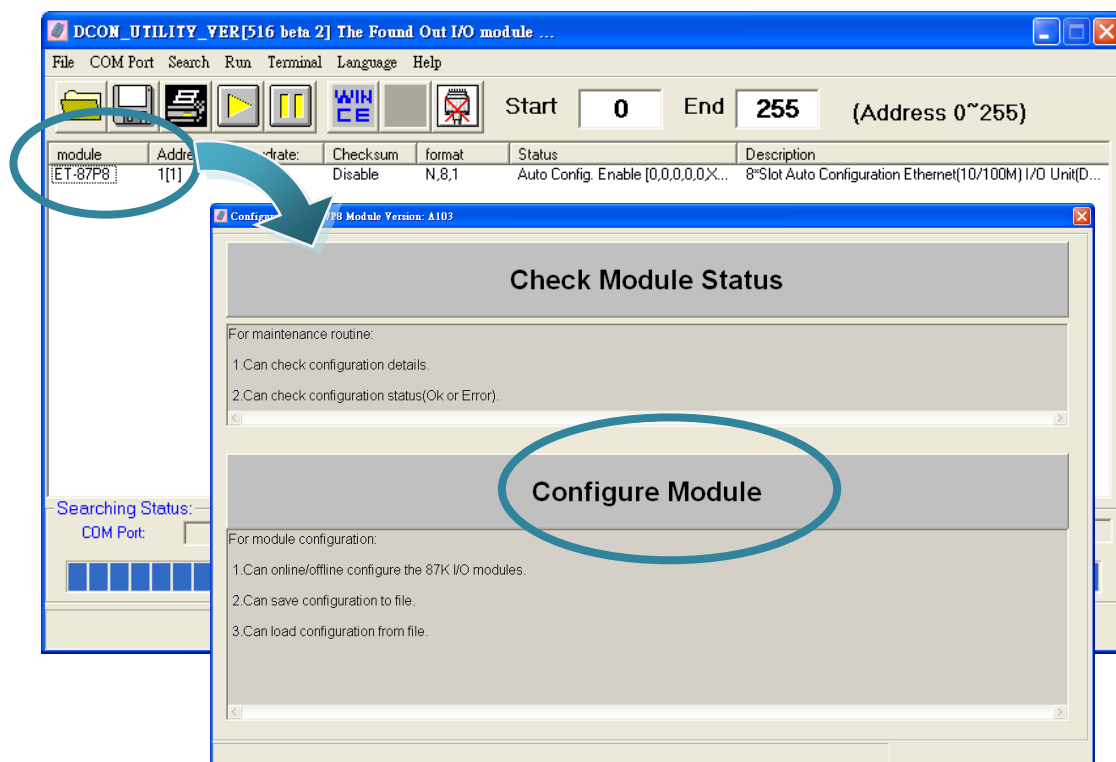 DCON_UTILITY_VER[516 beta 2] The Found Out I/O module ...
File COM Port Search Run Terminal Language Help
WIN CE Start 0 End 255 (Address 0~255)
module Checksum format Status Description
ET-87P8 1[1] Disable N,8,1 Auto Config. Enable [0,0,0,0,0,X... 8*Slot Auto Configuration Ethernet(10/100M) I/O Unit(D...
Module Version: A103
Check Module Status
For maintenance routine:
1.Can check configuration details.
2.Can check configuration status(Ok or Error).
Configure Module
Searching Status:
COM Port:
For module configuration:
1.Can online/offline configure the 87K I/O modules.
2.Can save configuration to file.
3.Can load configuration from file.